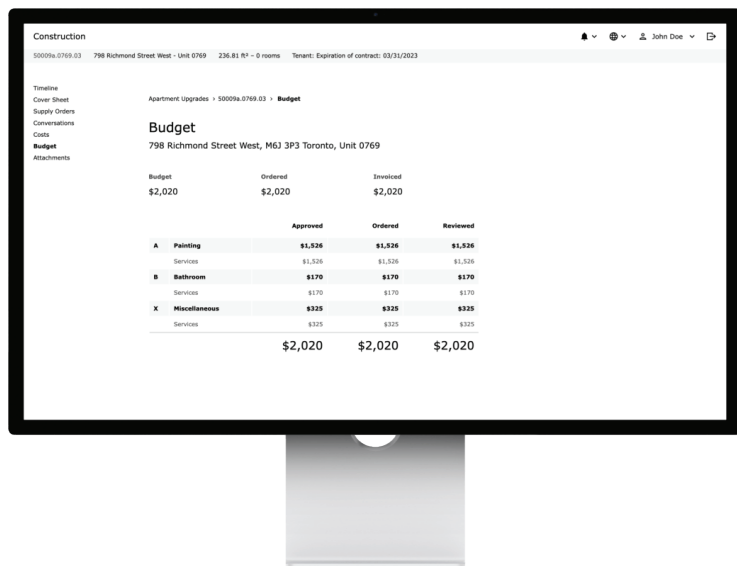 Construction
John Doe
50009a.0769.03 798 Richmond Street West - Unit 0769 236.81 ft² - 0 rooms Tenant: Expiration of contract: 03/31/2023
Timeline
Cover Sheet
Supply Orders
Conversations
Costs
Budget
Attachments
Apartment Upgrades › 50009a.0769.03 › Budget
Budget
798 Richmond Street West, M6J 3P3 Toronto, Unit 0769
Budget Ordered Invoiced
$2,020 $2,020 $2,020
Approved Ordered Reviewed
A Painting $1,526 $1,526 $1,526
Services $1,526 $1,526 $1,526
B Bathroom $170 $170 $170
Services $170 $170 $170
X Miscellaneous $325 $325 $325
Services $325 $325 $325
$2,020 $2,020 $2,020